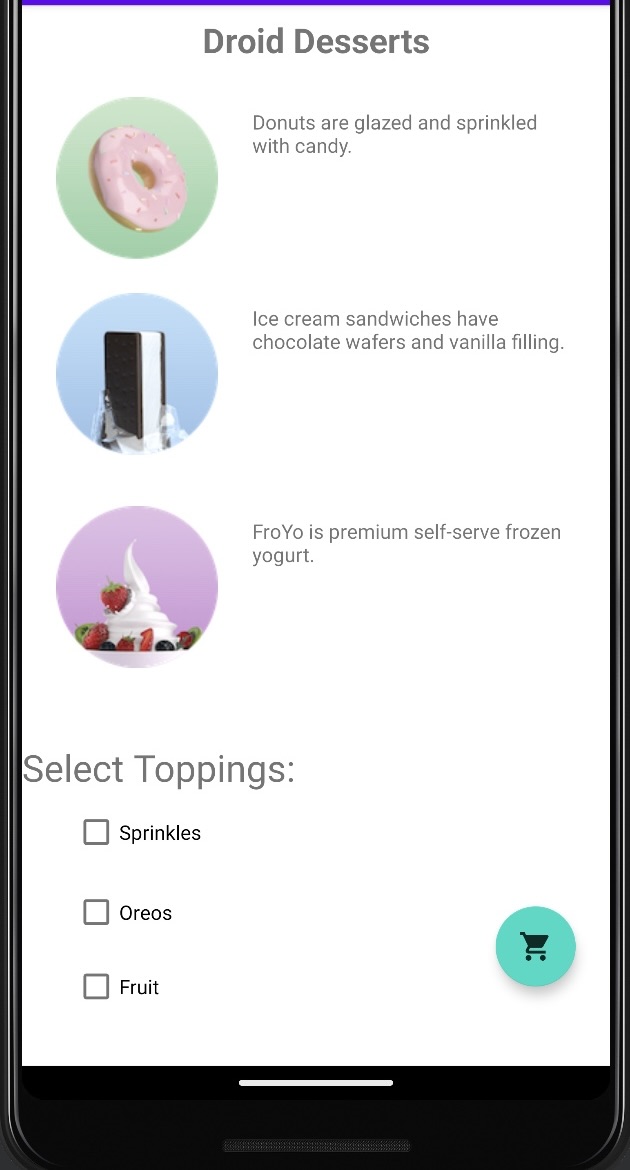 Droid Desserts
Donuts are glazed and sprinkled
with candy.
Ice cream sandwiches have
chocolate wafers and vanilla filling.
FroYo is premium self-serve frozen
yogurt.
Select Toppings:
Sprinkles
Oreos
Fruit